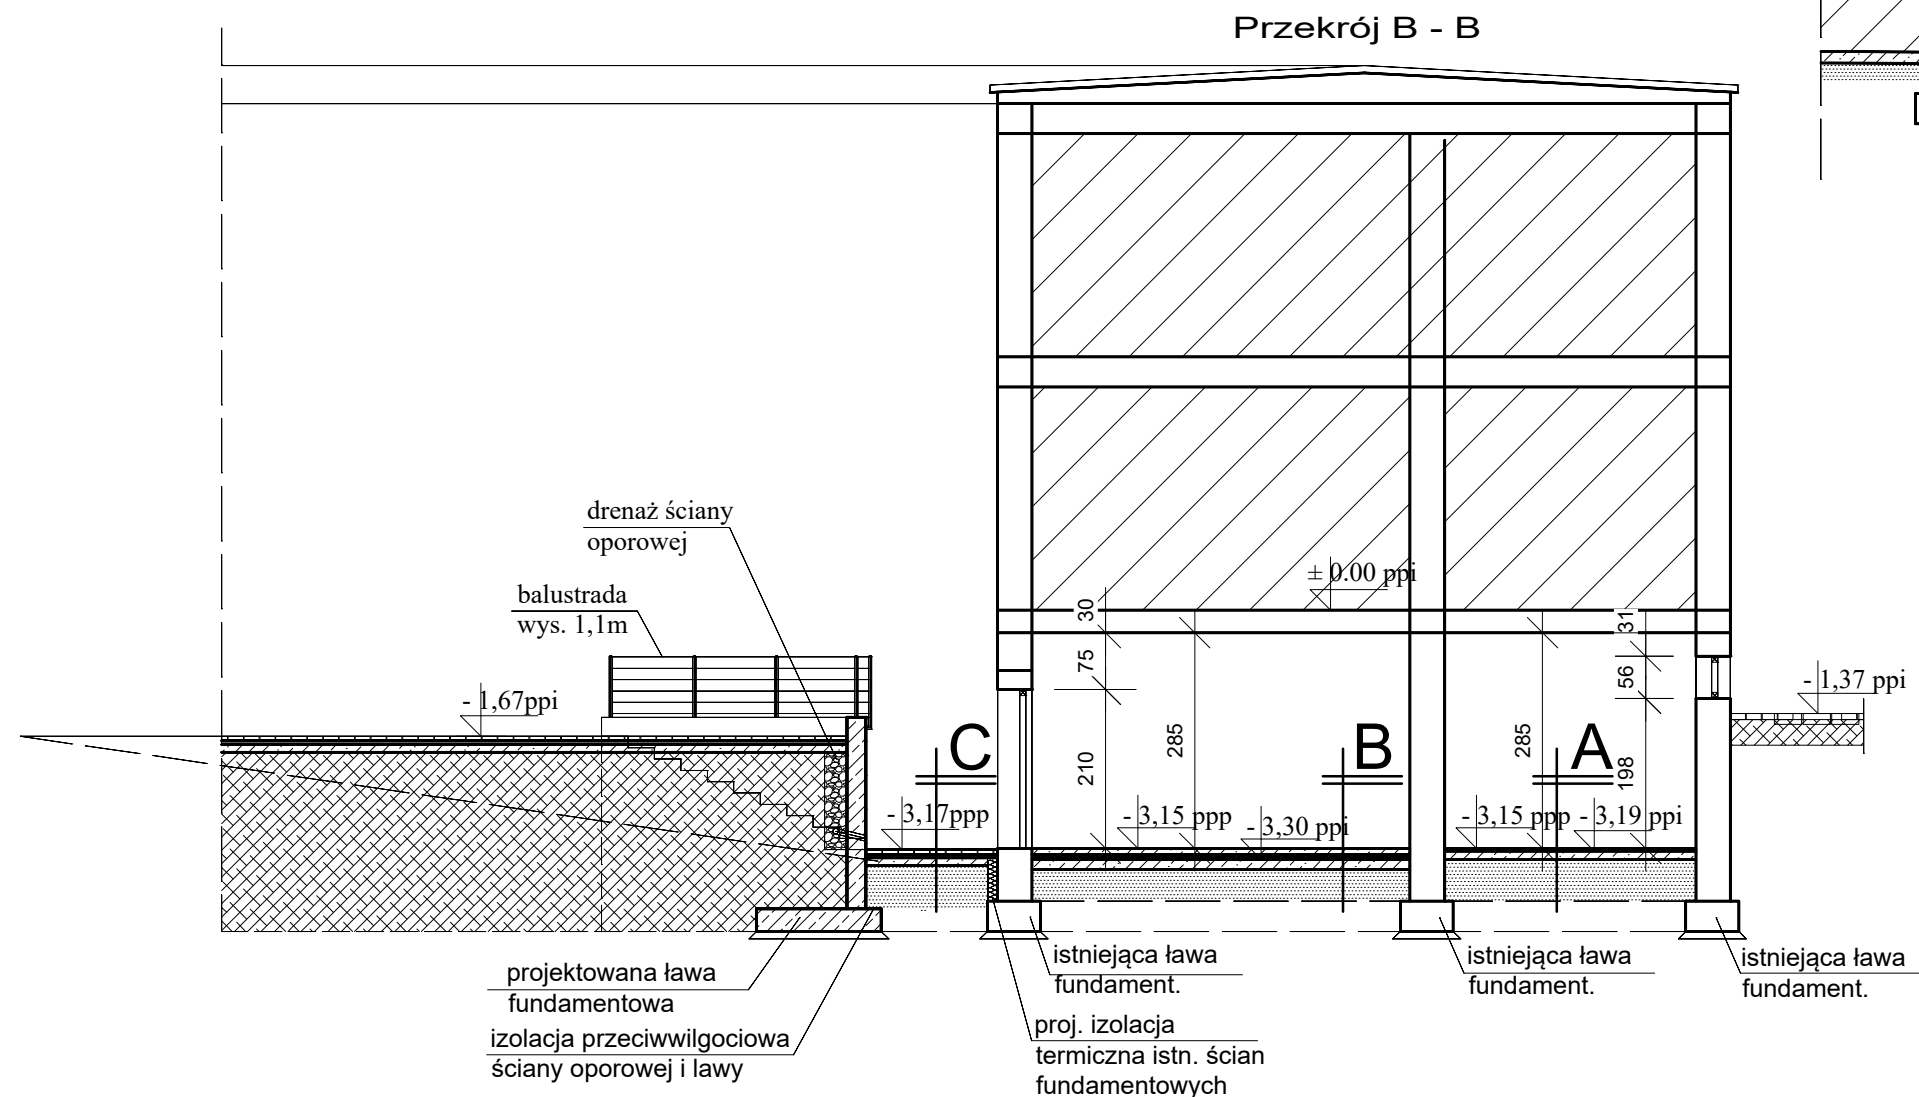 Przekrój B - B
drenaż ściany
oporowej
± 0.00 ppi
balustrada
wys. 1,1m
30
31
75
56
- 1,67ppi
- 1,37 ppi
C
B
A
210
285
285
198
- 3,17ppp
- 3,15 ppp
- 3,30 ppi
- 3,15 ppp
- 3,19 ppi
istniejąca ława
fundament.
istniejąca ława
fundament.
istniejąca ława
fundament.
projektowana ława
fundamentowa
izolacja przeciwwilgociowa
ściany oporowej i lawy
proj. izolacja
termiczna istn. ścian
fundamentowych